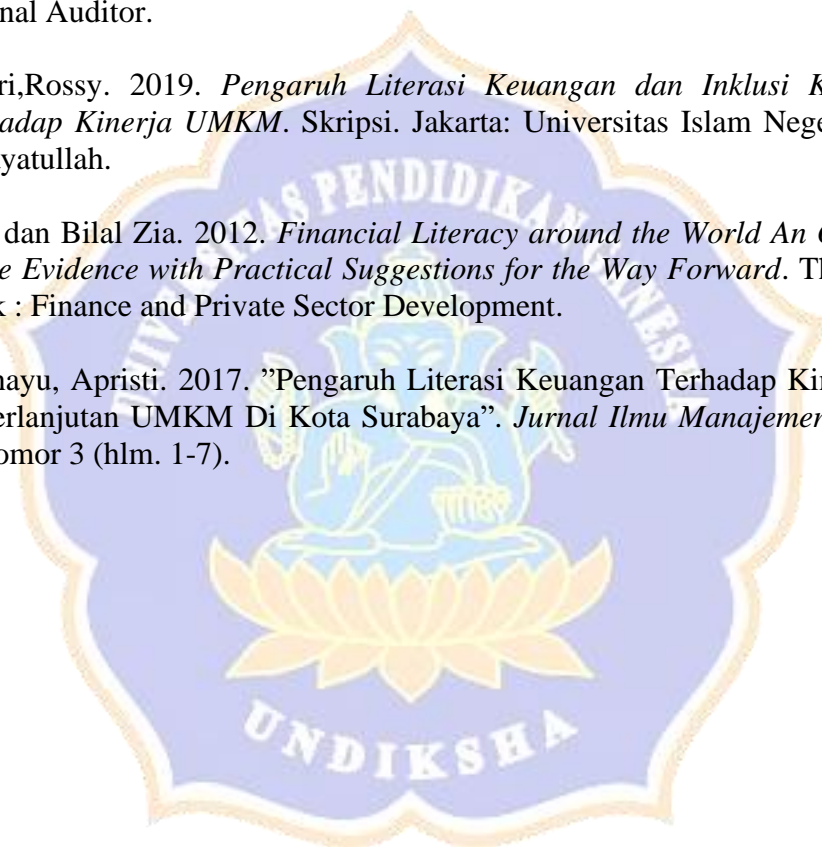 nal Auditor.
ri,Rossy. 2019. Pengaruh Literasi Keuangan dan Inklusi K
adap Kinerja UMKM. Skripsi. Jakarta: Universitas Islam Nege
yatullah.
dan Bilal Zia. 2012. Financial Literacy around the World An
e Evidence with Practical Suggestions for the Way Forward. Th
k : Finance and Private Sector Development.
nayu, Apristi. 2017. ”Pengaruh Literasi Keuangan Terhadap Kin
erlanjutan UMKM Di Kota Surabaya”. Jurnal Ilmu Manajemen
omor 3 (hlm. 1-7).
UNIVERSITAS PENDIDIKAN GANESHA
UNDIKSHA